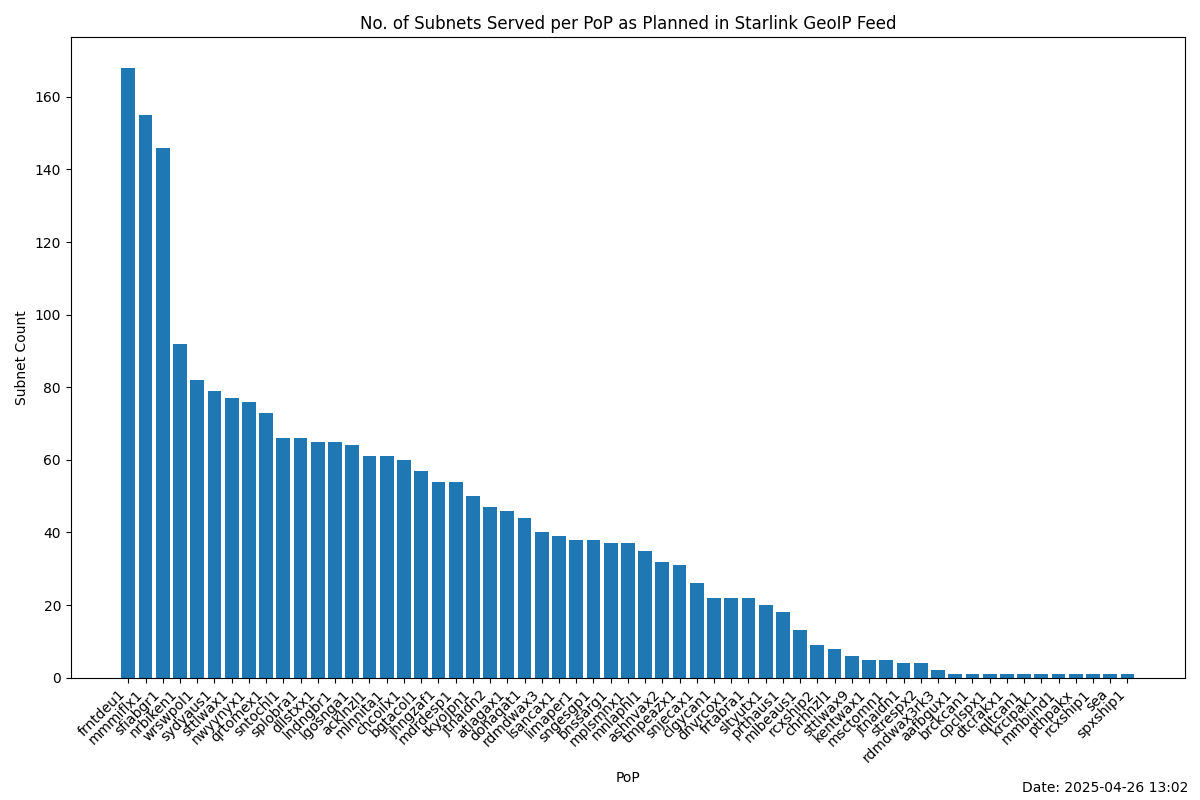 No. of Subnets Served per PoP as Planned in Starlink GeoIP Feed
Subnet Count
160
140
120
100
80
60
40
20
0
frntdeu1
mmmiflx1
sfiabgr1
nrbiken1
wrswpol1
sydyaus1
sttlwax1
nwyynyx1
qrtomex1
sntochl1
splobra1
dllstxx1
lndngbr1
lgosnga1
acklnzl1
mlnnita1
chcoilx1
bgtacol1
jhngzaf1
mdrdesp1
tkyojpn1
jtnaidn2
atlagax1
dohaqat1
rdmdwax3
lsancax1
limaper1
sngesgp1
bnssarg1
mplsmnx1
mnlaphl1
ashnvax2
tmpeazx1
snjecax1
clgycan1
dnvrcox1
frtabra1
sltyutx1
prthaus1
mlbeaus1
rcxship2
chrhnzl1
sttlwax9
kentwax1
msctomn1
jtnaidn1
strespx2
rdmdwax3rk3
aatbgux1
brckcan1
cpclspx1
dtcrakx1
iqltcan1
krcipak1
mmbiind1
pthpakx
rcxship1
sea
spxship1
PoP
Date: 2025-04-26 13:02